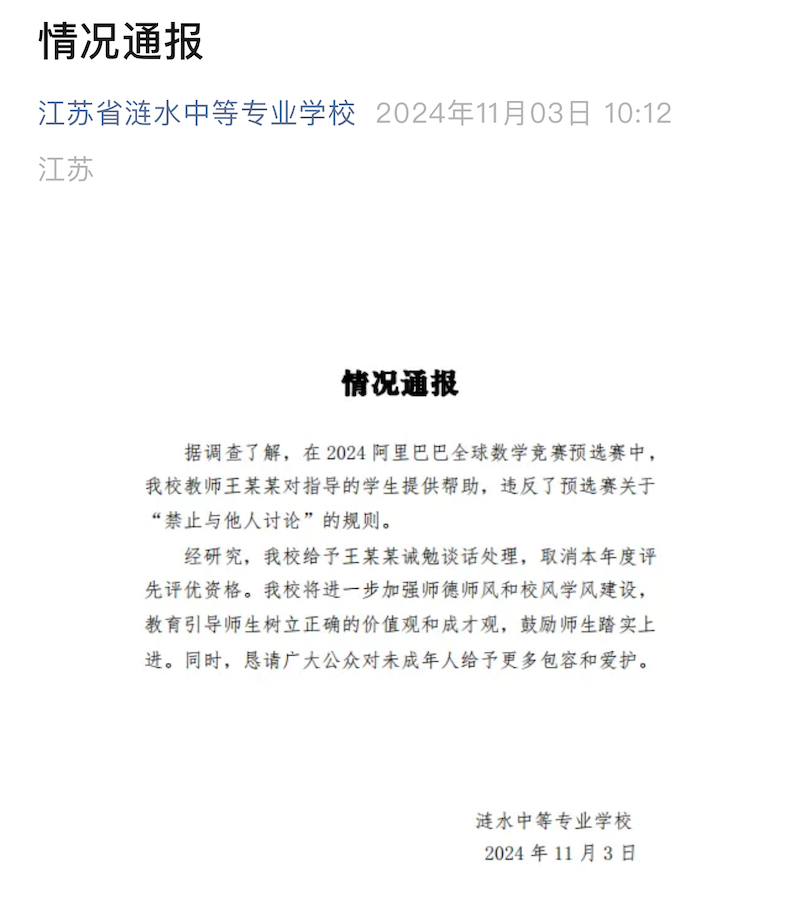 情况通报
江苏省涟水中等专业学校 2024年11月03日 10:12
江苏
情况通报
据调查了解，在 2024 阿里巴巴全球数学竞赛预选赛中，
我校教师王某某对指导的学生提供帮助，违反了预选赛关于
“禁止与他人讨论”的规则。
经研究，我校给予王某某诫勉谈话处理，取消本年度评
先评优资格。我校将进一步加强师德师风和校风学风建设，
教育引导师生树立正确的价值观和成才观，鼓励师生踏实上
进。同时，恳请广大公众对未成年人给予更多包容和爱护。
涟水中等专业学校
2024 年 11 月 3 日